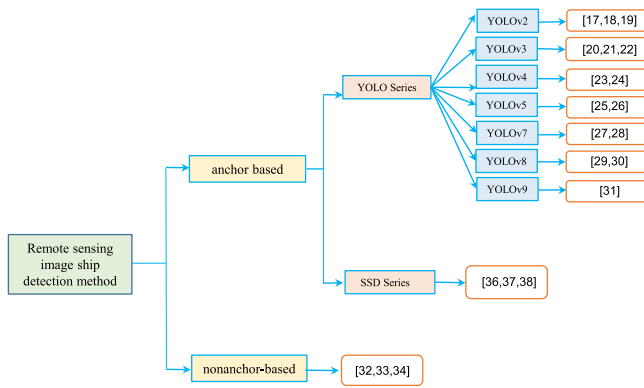 YOLOv2 [17,18,19]
YOLOv3 [20,21,22]
YOLOv4 [23,24]
YOLO Series
YOLOv5 [25,26]
YOLOv7 [27,28]
YOLOv8 [29,30]
YOLOv9 [31]
anchor based
Remote sensing
image ship
detection method
SSD Series [36,37,38]
nonanchor-based [32,33,34]